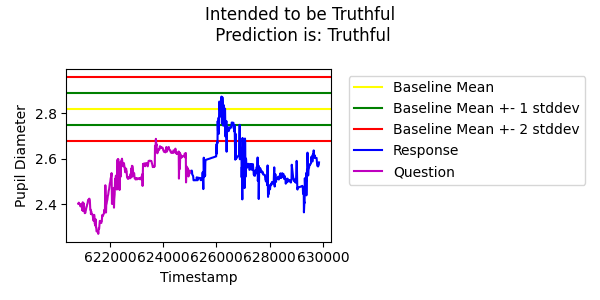 Intended to be Truthful
Prediction is: Truthful
Pupil Diameter
2.8
2.6
2.4
622000
624000
626000
628000
630000
Timestamp
Baseline Mean
Baseline Mean +- 1 stddev
Baseline Mean +- 2 stddev
Response
Question